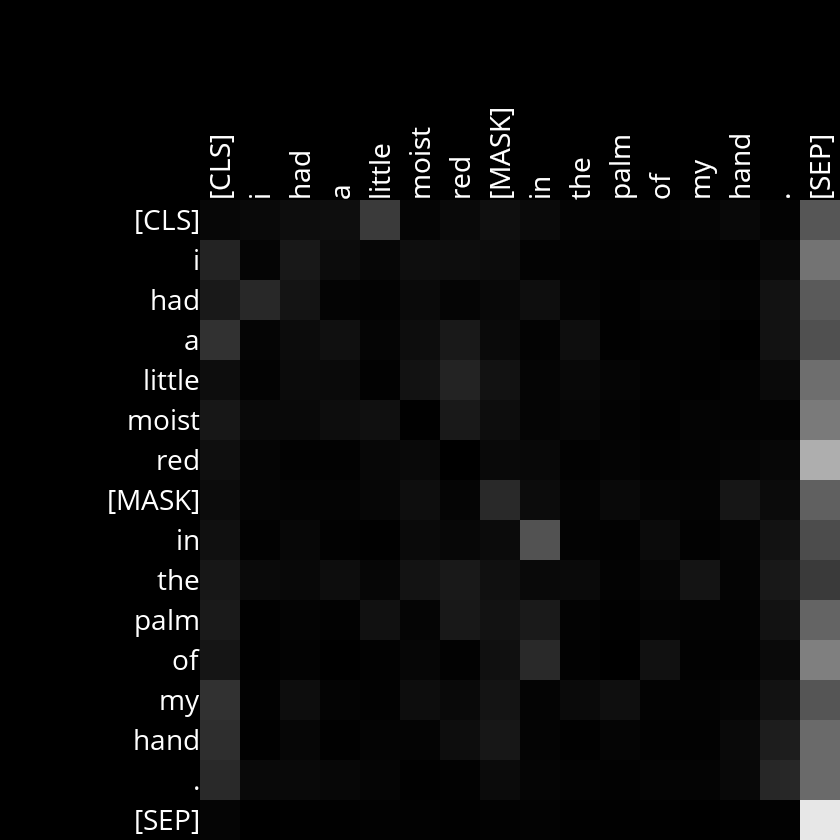 [CLS] i had a little moist red [MASK] in the palm of my hand . [SEP]
[CLS]
i
had
a
little
moist
red
[MASK]
in
the
palm
of
my
hand
.
[SEP]